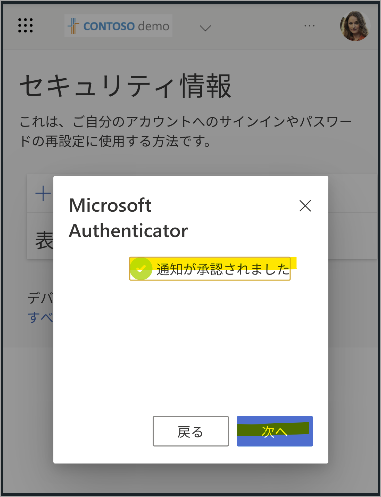 CONTOSO demo
セキュリティ情報
これは、ご自分のアカウントへのサインインやパスワー
ドの再設定に使用する方法です。
表
デバ
すべ
Microsoft
Authenticator
通知が承認されました
戻る
次へ